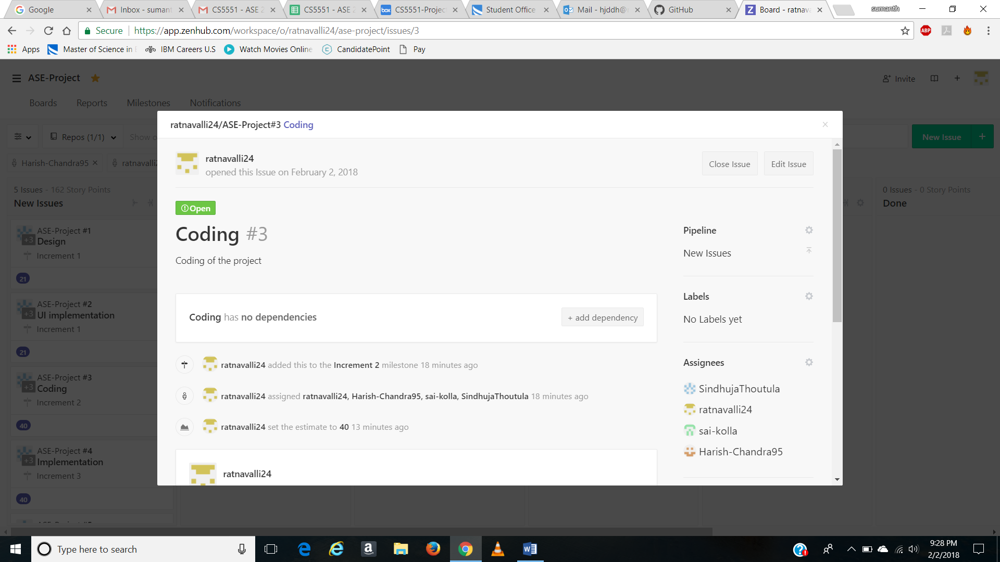 Google
Inbox - suman
CS5551 - ASE 2
CS5551 - ASE 2
CS5551-Projec
Student Office
Mail - hjddh@
GitHub
Board - ratnava
sumanth
Secure
https://app.zenhub.com/workspace/o/ratnavalli24/ase-project/issues/3
ABP
Apps
Master of Science in
IBM Careers U.S
Watch Movies Online
CandidatePoint
Pay
ASE-Project
Invite
Boards
Reports
Milestones
Notifications
ratnavalli24/ASE-Project#3 Coding
Repos (1/1)
Show o
New Issue
Harish-Chandra95
ratnavalli2
ratnavalli24
opened this Issue on February 2, 2018
Close Issue
Edit Issue
5 Issues - 162 Story Points
New Issues
0 Issues - 0 Story Points
Done
Open
Coding #3
Coding of the project
ASE-Project #1
+3
Design
Increment 1
21
ASE-Project #2
+3
UI implementation
Increment 1
21
ASE-Project #3
+3
Coding
Increment 2
40
ASE-Project #4
+3
Implementation
Increment 3
40
Coding has no dependencies
+ add dependency
ratnavalli24 added this to the Increment 2 milestone 18 minutes ago
ratnavalli24 assigned ratnavalli24, Harish-Chandra95, sai-kolla, SindhujaThoutula 18 minutes ago
ratnavalli24 set the estimate to 40 13 minutes ago
ratnavalli24
Pipeline
New Issues
Labels
No Labels yet
Assignees
SindhujaThoutula
ratnavalli24
sai-kolla
Harish-Chandra95
Type here to search
9:28 PM
2/2/2018